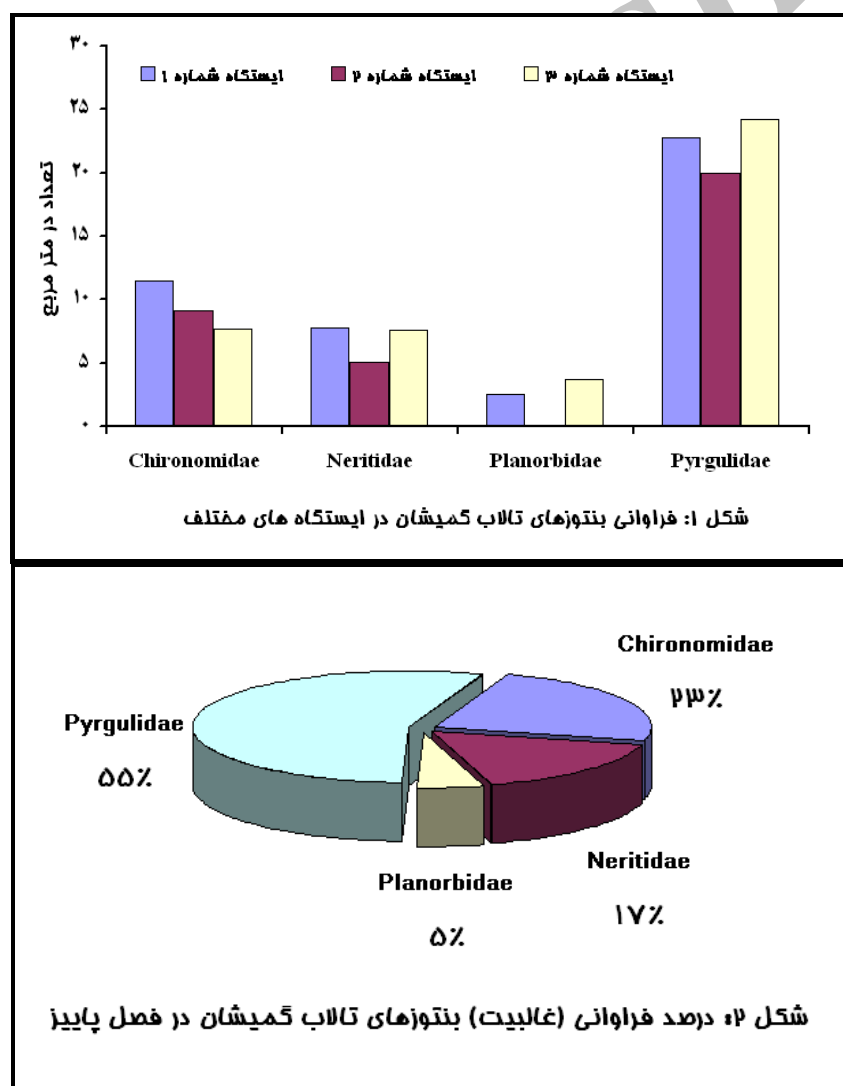 ۳۰
ایستگاه شماره ۱ ایستگاه شماره ۲ ایستگاه شماره ۳
۲۵
۲۰
۱۵
۱۰
۵
۰
تعداد در متر مربع
Chironomidae Neritidae Planorbidae Pyrgulidae
شکل ۱: فراوانی بنتوزهای تالاب گمیشان در ایستگاه های مختلف
Chironomidae
۲۳٪
Pyrgulidae
۵۵٪
Neritidae
۱۷٪
Planorbidae
۵٪
شکل ۲: درصد فراوانی (غالبیت) بنتوزهای تالاب گمیشان در فصل پاییز